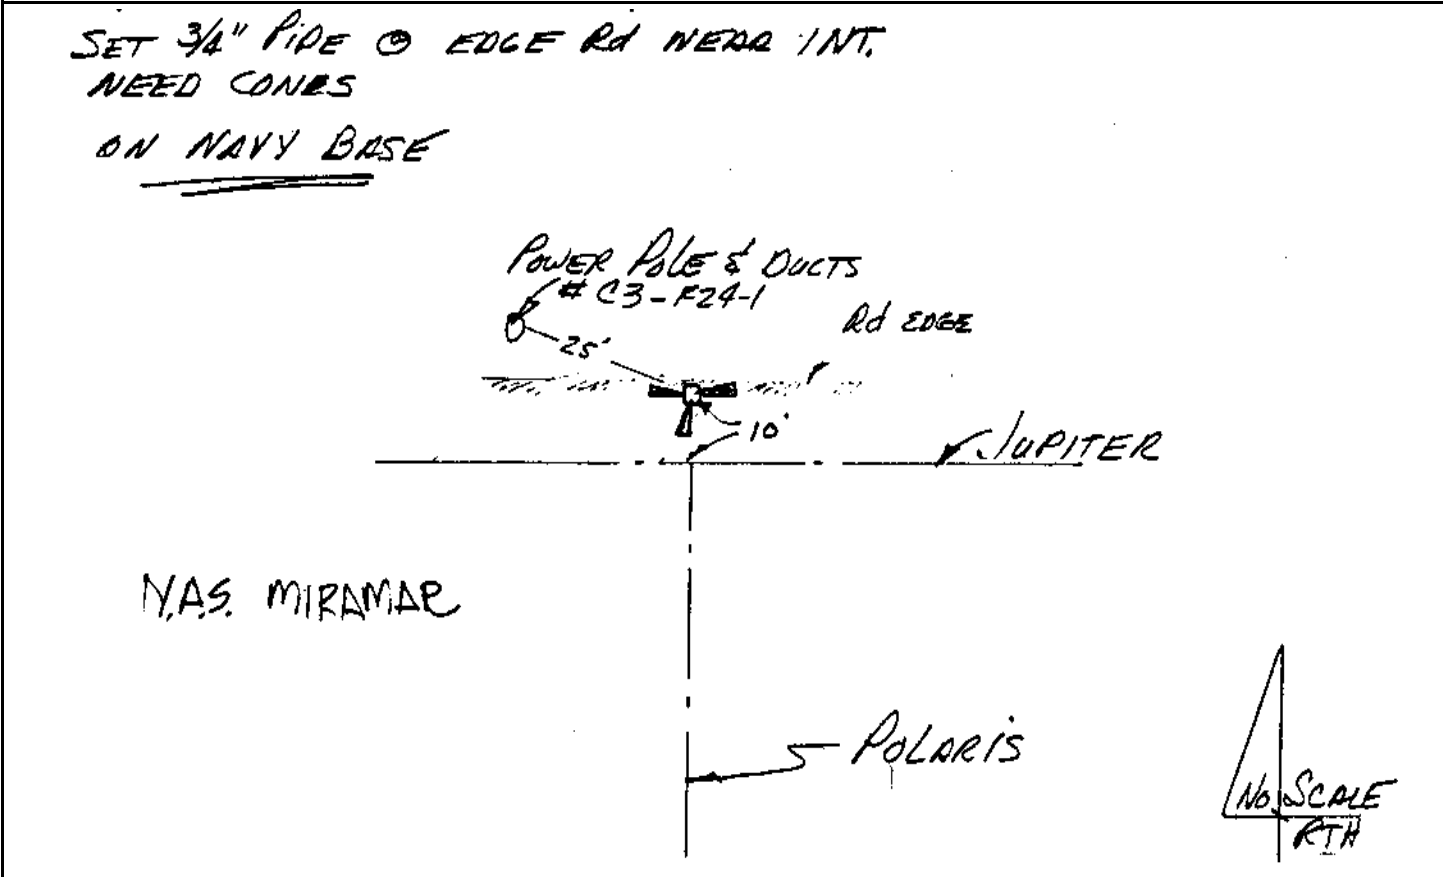 SET 3/4" PIPE @ EDGE Rd NEAR INT.
NEED CONES
ON NAVY BASE
POWER POLE & DUCTS
# C3-F24-1
Rd EDGE
25'
10'
JUPITER
N.A.S. MIRAMAR
POLARIS
No SCALE
RTH